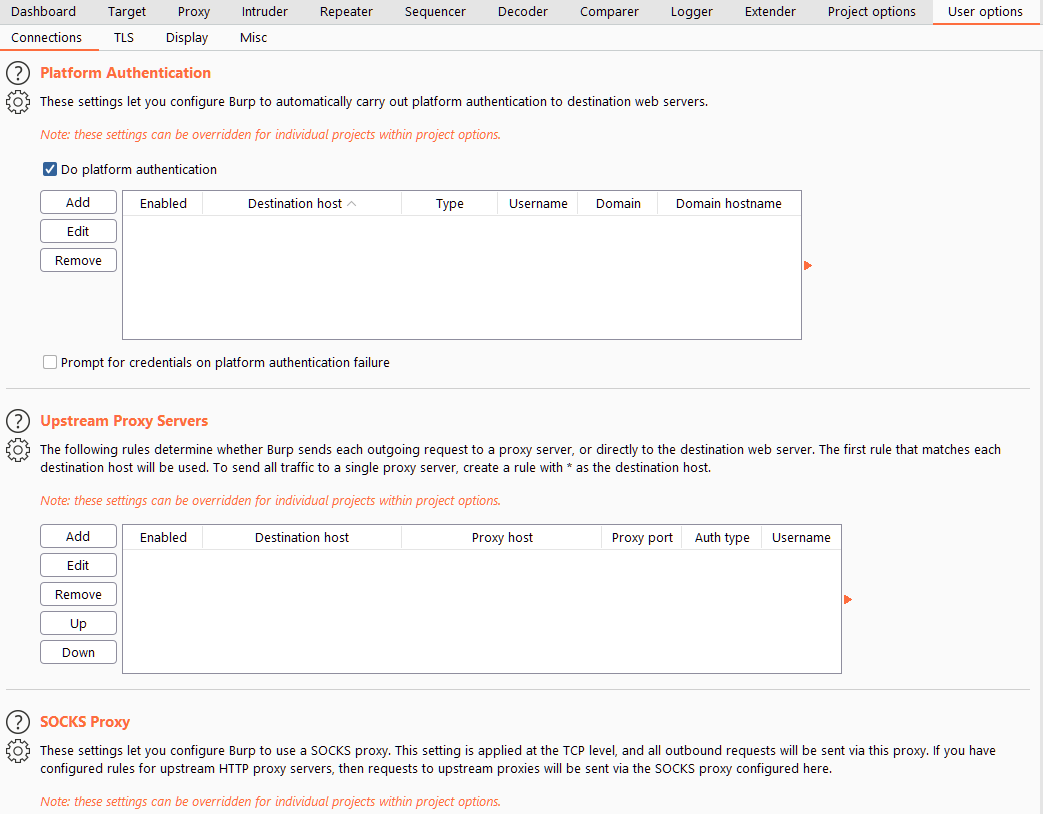 Dashboard Target Proxy Intruder Repeater Sequencer Decoder Comparer Logger Extender Project options User options
Connections TLS Display Misc
? Platform Authentication
These settings let you configure Burp to automatically carry out platform authentication to destination web servers.
Note: these settings can be overridden for individual projects within project options.
Do platform authentication
Add Enabled Destination host Type Username Domain Domain hostname
Edit
Remove
Prompt for credentials on platform authentication failure
? Upstream Proxy Servers
The following rules determine whether Burp sends each outgoing request to a proxy server, or directly to the destination web server. The first rule that matches each
destination host will be used. To send all traffic to a single proxy server, create a rule with * as the destination host.
Note: these settings can be overridden for individual projects within project options.
Add Enabled Destination host Proxy host Proxy port Auth type Username
Edit
Remove
Up
Down
? SOCKS Proxy
These settings let you configure Burp to use a SOCKS proxy. This setting is applied at the TCP level, and all outbound requests will be sent via this proxy. If you have
configured rules for upstream HTTP proxy servers, then requests to upstream proxies will be sent via the SOCKS proxy configured here.
Note: these settings can be overridden for individual projects within project options.